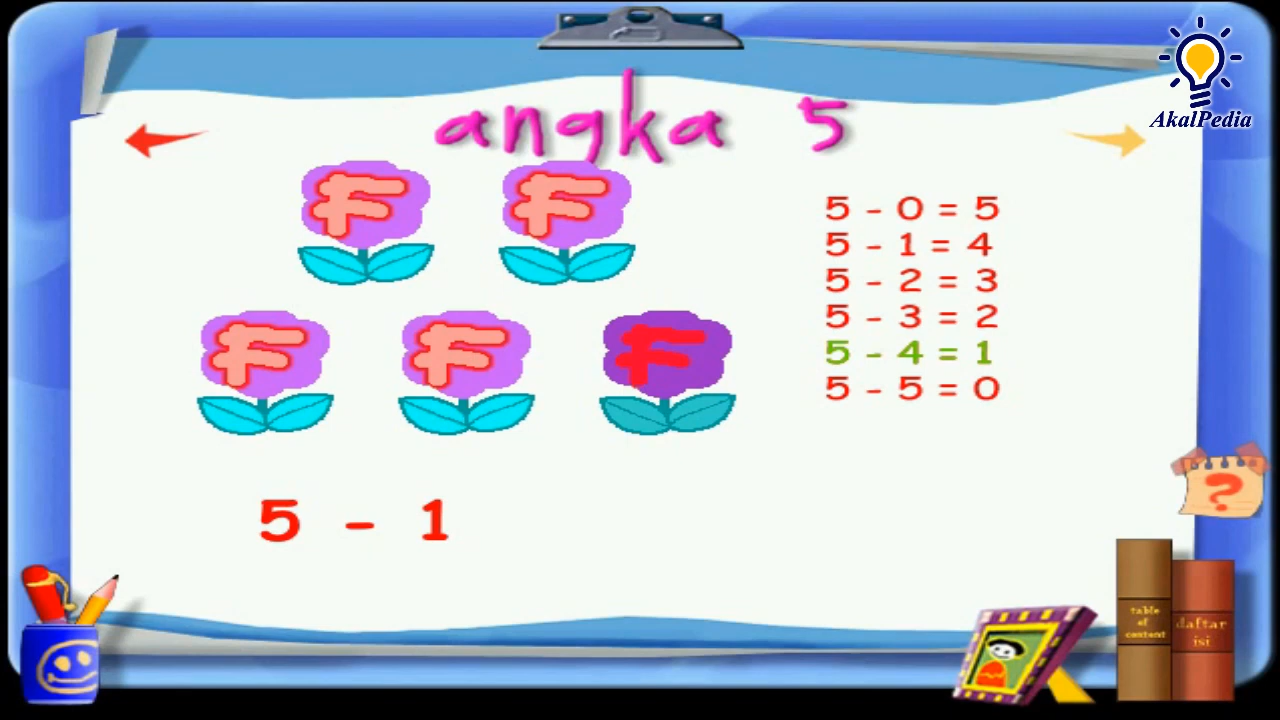 AkalPedia
angka 5
F F
F F F
5 - 0 = 5
5 - 1 = 4
5 - 2 = 3
5 - 3 = 2
5 - 4 = 1
5 - 5 = 0
5 - 1
?
table
of
content
daftar
isi